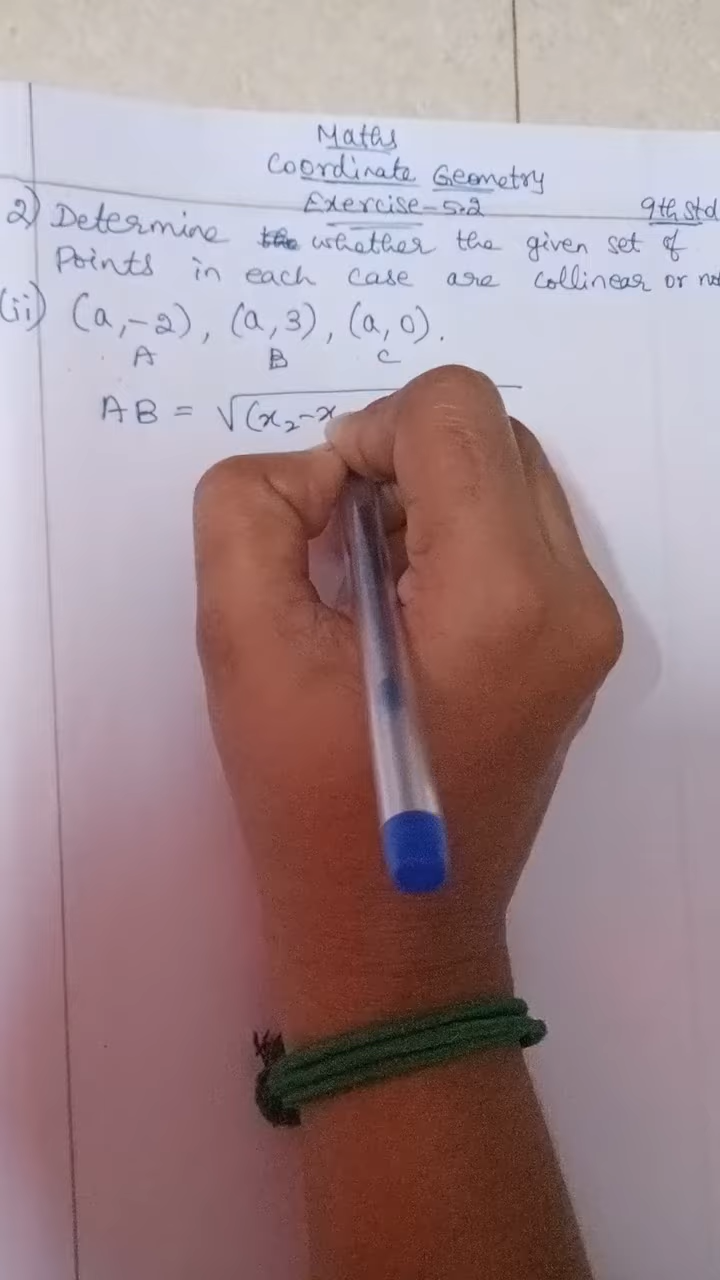 Maths
Coordinate Geometry
Exercise-5.2 9th Std
2) Determine whether the given set of
Points in each case are collinear or
(ii) (a,-2), (a,3), (a,0).
A B C
AB = √(x₂-x